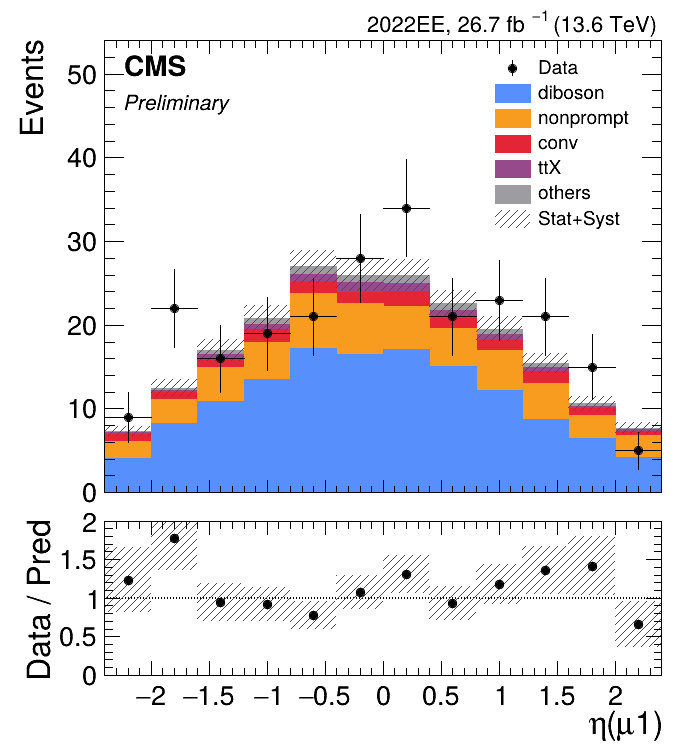 2022EE, 26.7 fb ⁻¹ (13.6 TeV)
Events
50
40
30
20
10
0
CMS
Preliminary
Data
diboson
nonprompt
conv
ttX
others
Stat+Syst
Data / Pred
2
1.5
1
0.5
0
−2 −1.5 −1 −0.5 0 0.5 1 1.5 2
η(μ1)